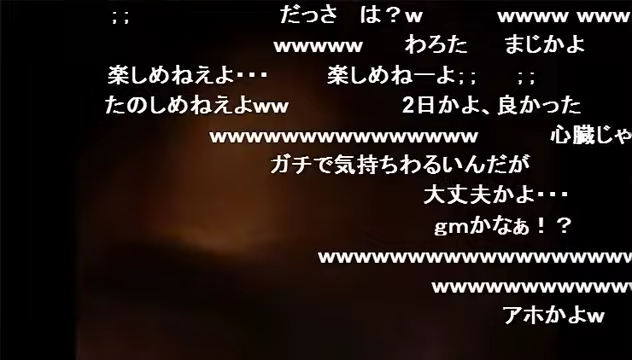 ;; だっさ は？w wwww www
wwwww わろた まじかよ
楽しめねえよ・・・ 楽しめねーよ;; ;;
たのしめねえよww 2日かよ、良かった
wwwwwwwwwwwwwww 心臓じゃ
ガチで気持ちわるいんだが
大丈夫かよ・・・
gmかなぁ！？
wwwwwwwwwwwwwwwwww
wwwwwwwwwwww
アホかよw